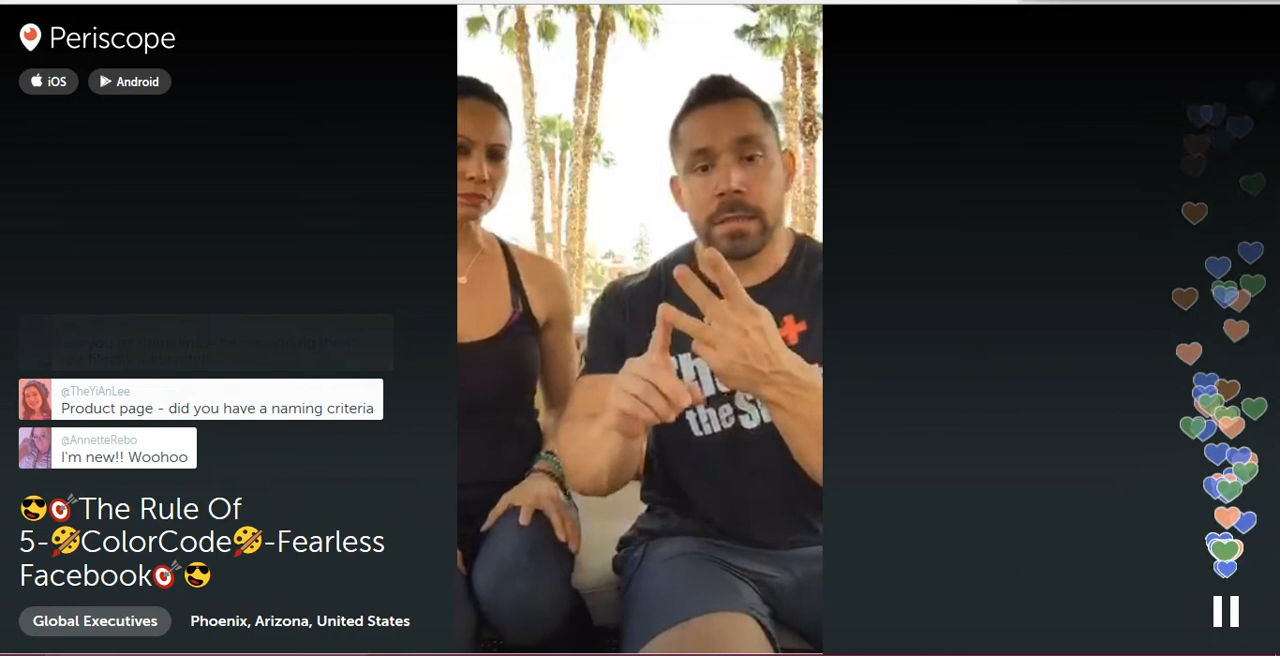 Periscope
iOS
Android
@TheYiAnLee
Product page - did you have a naming criteria
@AnnetteRebo
I'm new!! Woohoo
😎🎯The Rule Of
5-🎨ColorCode🎨-Fearless
Facebook🎯😎
Global Executives
Phoenix, Arizona, United States
the S